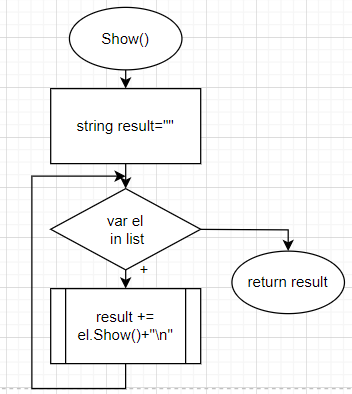 Show()
string result=""
var el
in list
+
return result
result +=
el.Show()+"\n"